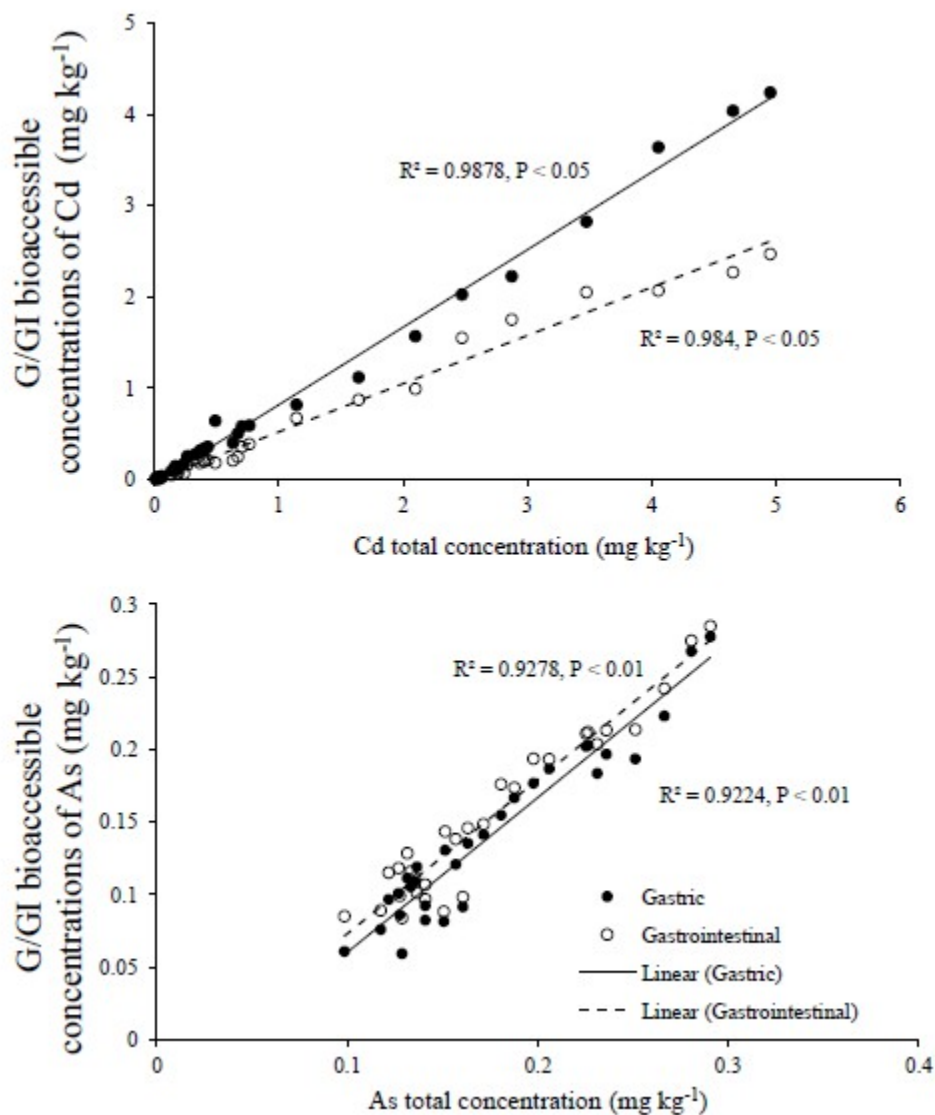 G/GI bioaccessible
concentrations of Cd (mg kg⁻¹)
5
4
3
2
1
0
R² = 0.9878, P < 0.05
R² = 0.984, P < 0.05
0 1 2 3 4 5 6
Cd total concentration (mg kg⁻¹)
G/GI bioaccessible
concentrations of As (mg kg⁻¹)
0.3
0.25
0.2
0.15
0.1
0.05
0
R² = 0.9278, P < 0.01
R² = 0.9224, P < 0.01
Gastric
Gastrointestinal
Linear (Gastric)
Linear (Gastrointestinal)
0 0.1 0.2 0.3 0.4
As total concentration (mg kg⁻¹)